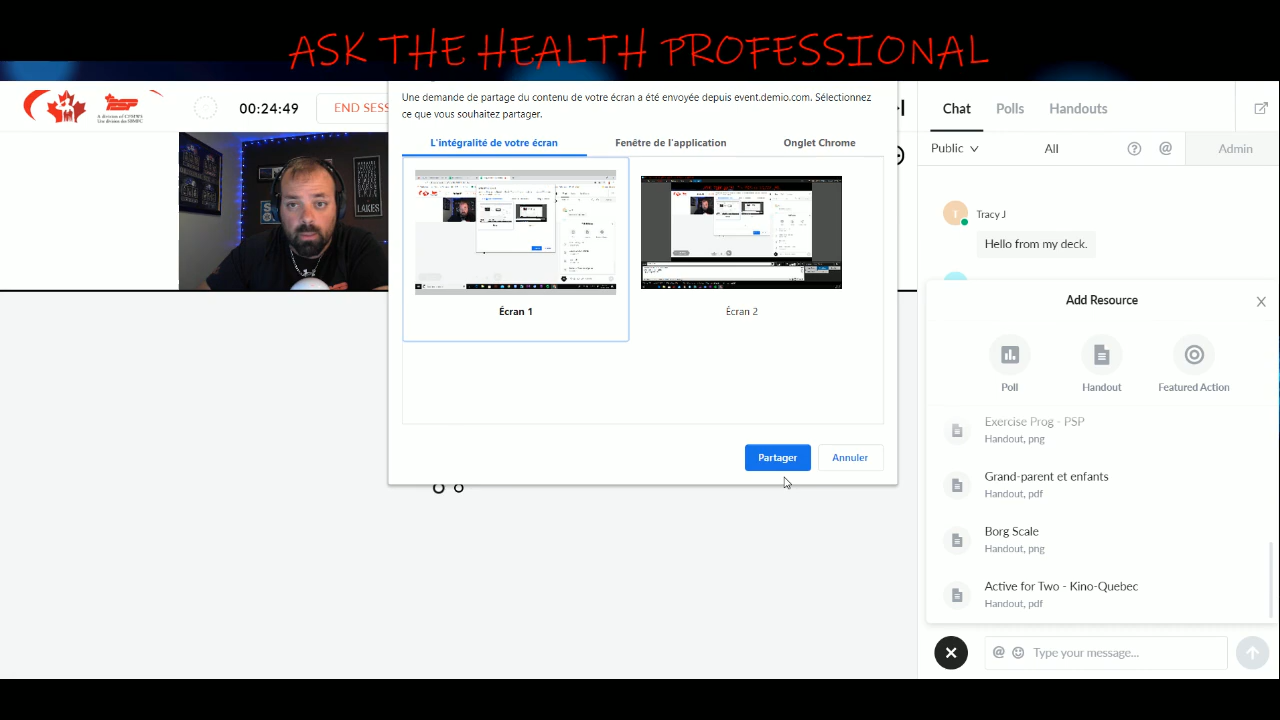 ASK THE HEALTH PROFESSIONAL
00:24:49
END SESS
Une demande de partage du contenu de votre écran a été envoyée depuis event.demio.com. Sélectionnez
ce que vous souhaitez partager.
L'intégralité de votre écran
Fenêtre de l'application
Onglet Chrome
Écran 1
Écran 2
Partager
Annuler
Chat
Polls
Handouts
Public
All
Admin
Tracy J
Hello from my deck.
Add Resource
Poll
Handout
Featured Action
Exercise Prog - PSP
Handout, png
Grand-parent et enfants
Handout, pdf
Borg Scale
Handout, png
Active for Two - Kino-Quebec
Handout, pdf
Type your message...
LAKES